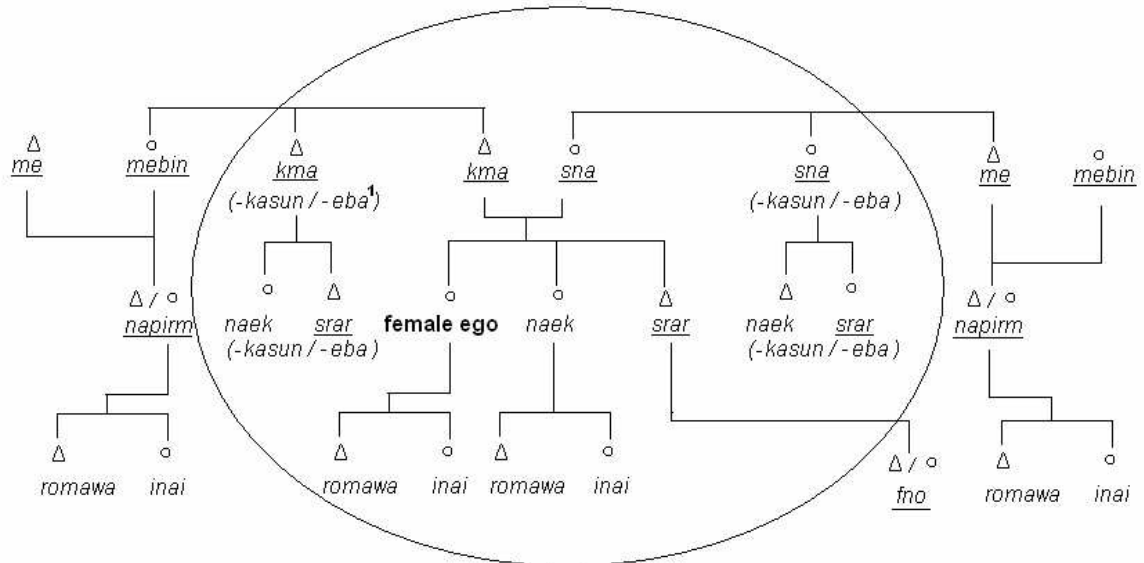 me mebin kma kma sna sna me mebin
(-kasun / -eba¹) (-kasun / -eba)
napirm naek srar female ego naek srar naek srar napirm
(-kasun / -eba) (-kasun / -eba)
romawa inai romawa inai romawa inai fno romawa inai